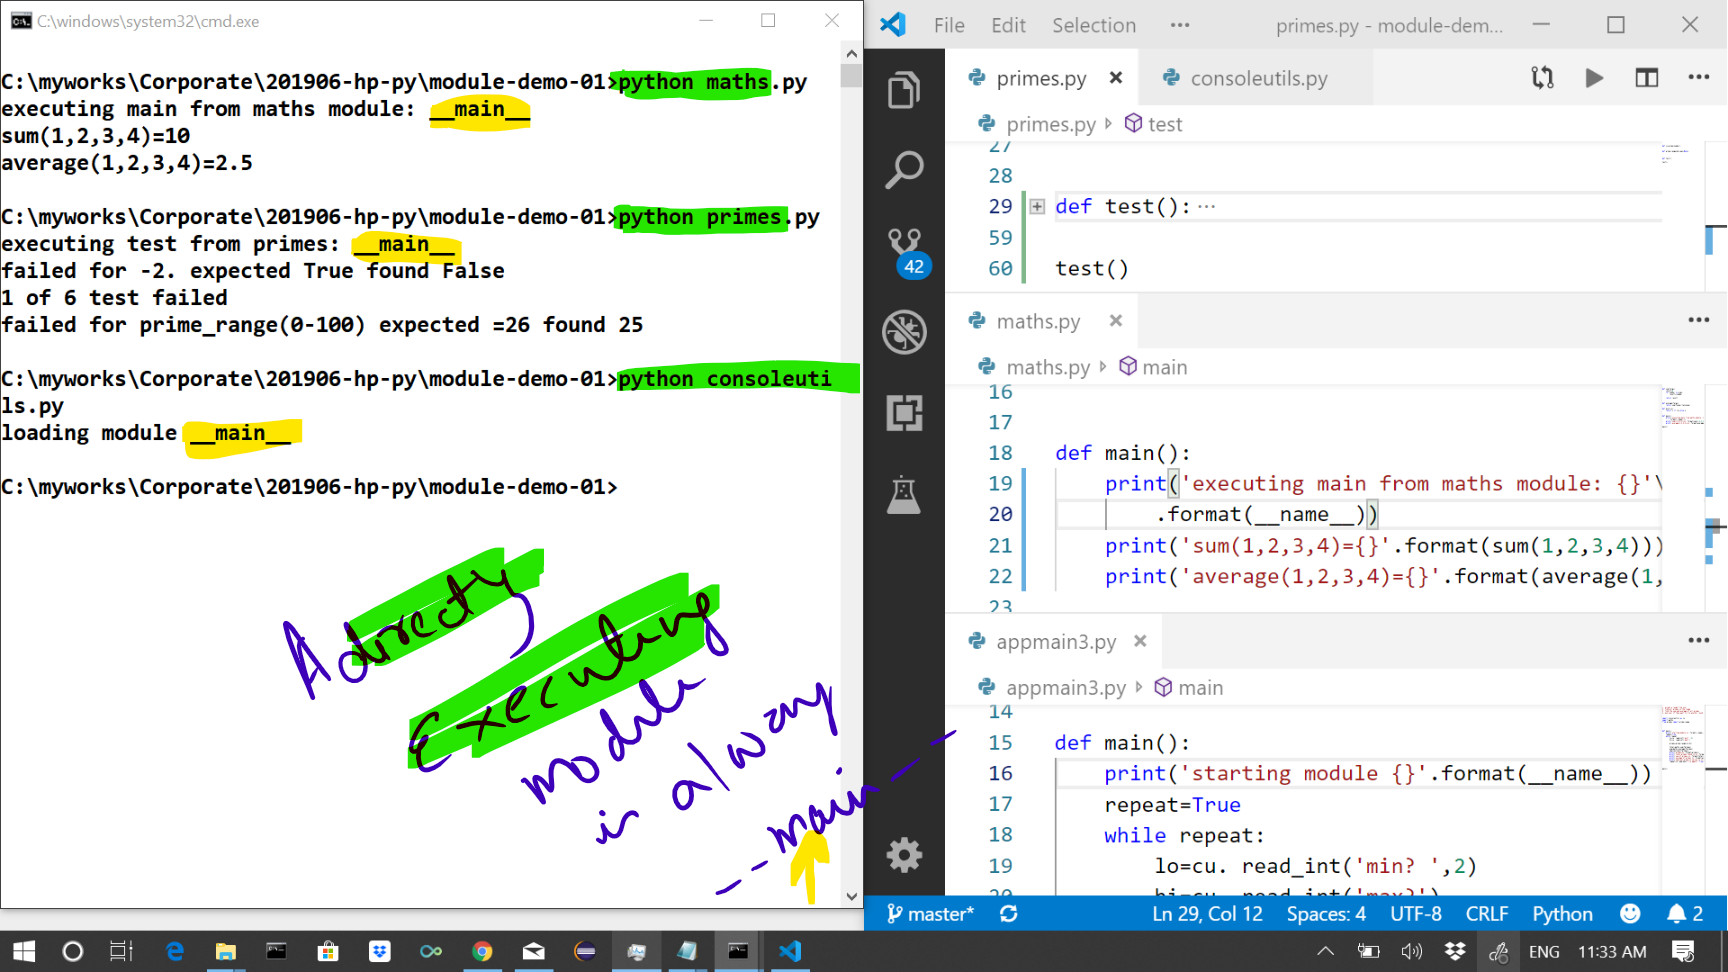 C:\windows\system32\cmd.exe
C:\myworks\Corporate\201906-hp-py\module-demo-01>python maths.py
executing main from maths module: __main__
sum(1,2,3,4)=10
average(1,2,3,4)=2.5
C:\myworks\Corporate\201906-hp-py\module-demo-01>python primes.py
executing test from primes: __main__
failed for -2. expected True found False
1 of 6 test failed
failed for prime_range(0-100) expected =26 found 25
C:\myworks\Corporate\201906-hp-py\module-demo-01>python consoleuti
ls.py
loading module __main__
C:\myworks\Corporate\201906-hp-py\module-demo-01>
A directy
Executing
module
is alway
__main__
File Edit Selection ··· primes.py - module-dem...
primes.py consoleutils.py
primes.py test
27
28
29 def test():···
59
60 test()
maths.py
maths.py main
16
17
18 def main():
19 print('executing main from maths module: {}'\
20 .format(__name__))
21 print('sum(1,2,3,4)={}'.format(sum(1,2,3,4)))
22 print('average(1,2,3,4)={}'.format(average(1,
23
appmain3.py
appmain3.py main
14
15 def main():
16 print('starting module {}'.format(__name__))
17 repeat=True
18 while repeat:
19 lo=cu. read_int('min? ',2)
20 hi=cu. read_int('max?')
42
master* Ln 29, Col 12 Spaces: 4 UTF-8 CRLF Python 2
ENG 11:33 AM